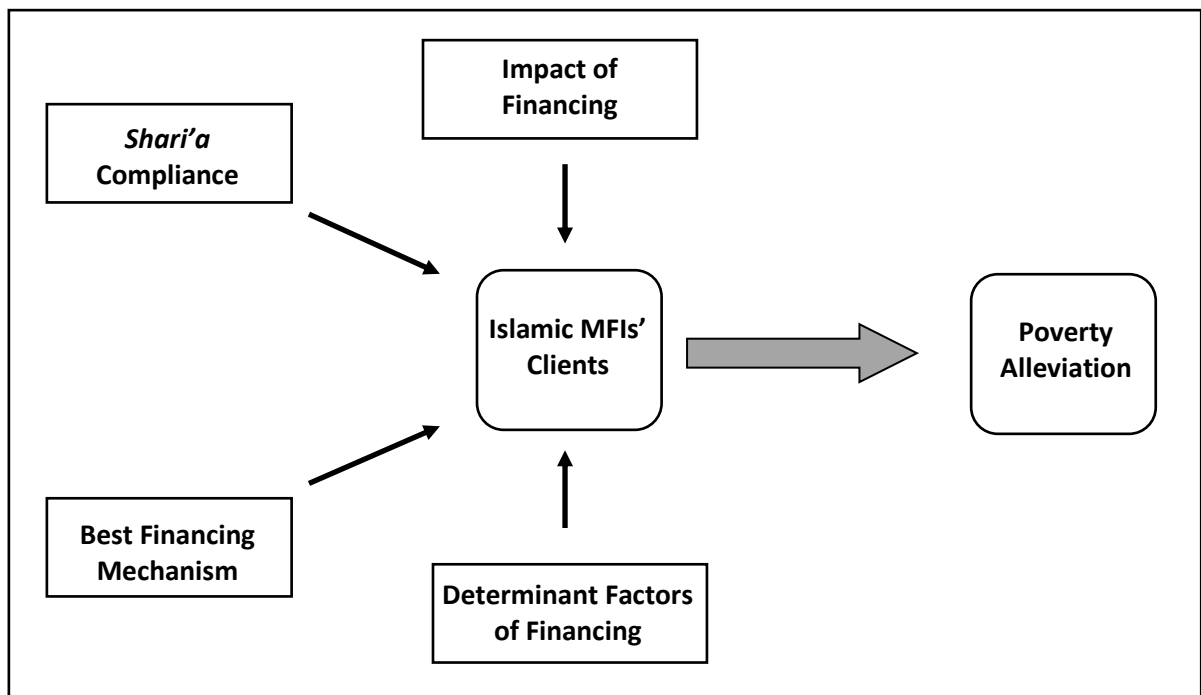 Impact of
Financing
Shari’a
Compliance
Islamic MFIs’
Clients
Poverty
Alleviation
Best Financing
Mechanism
Determinant Factors
of Financing